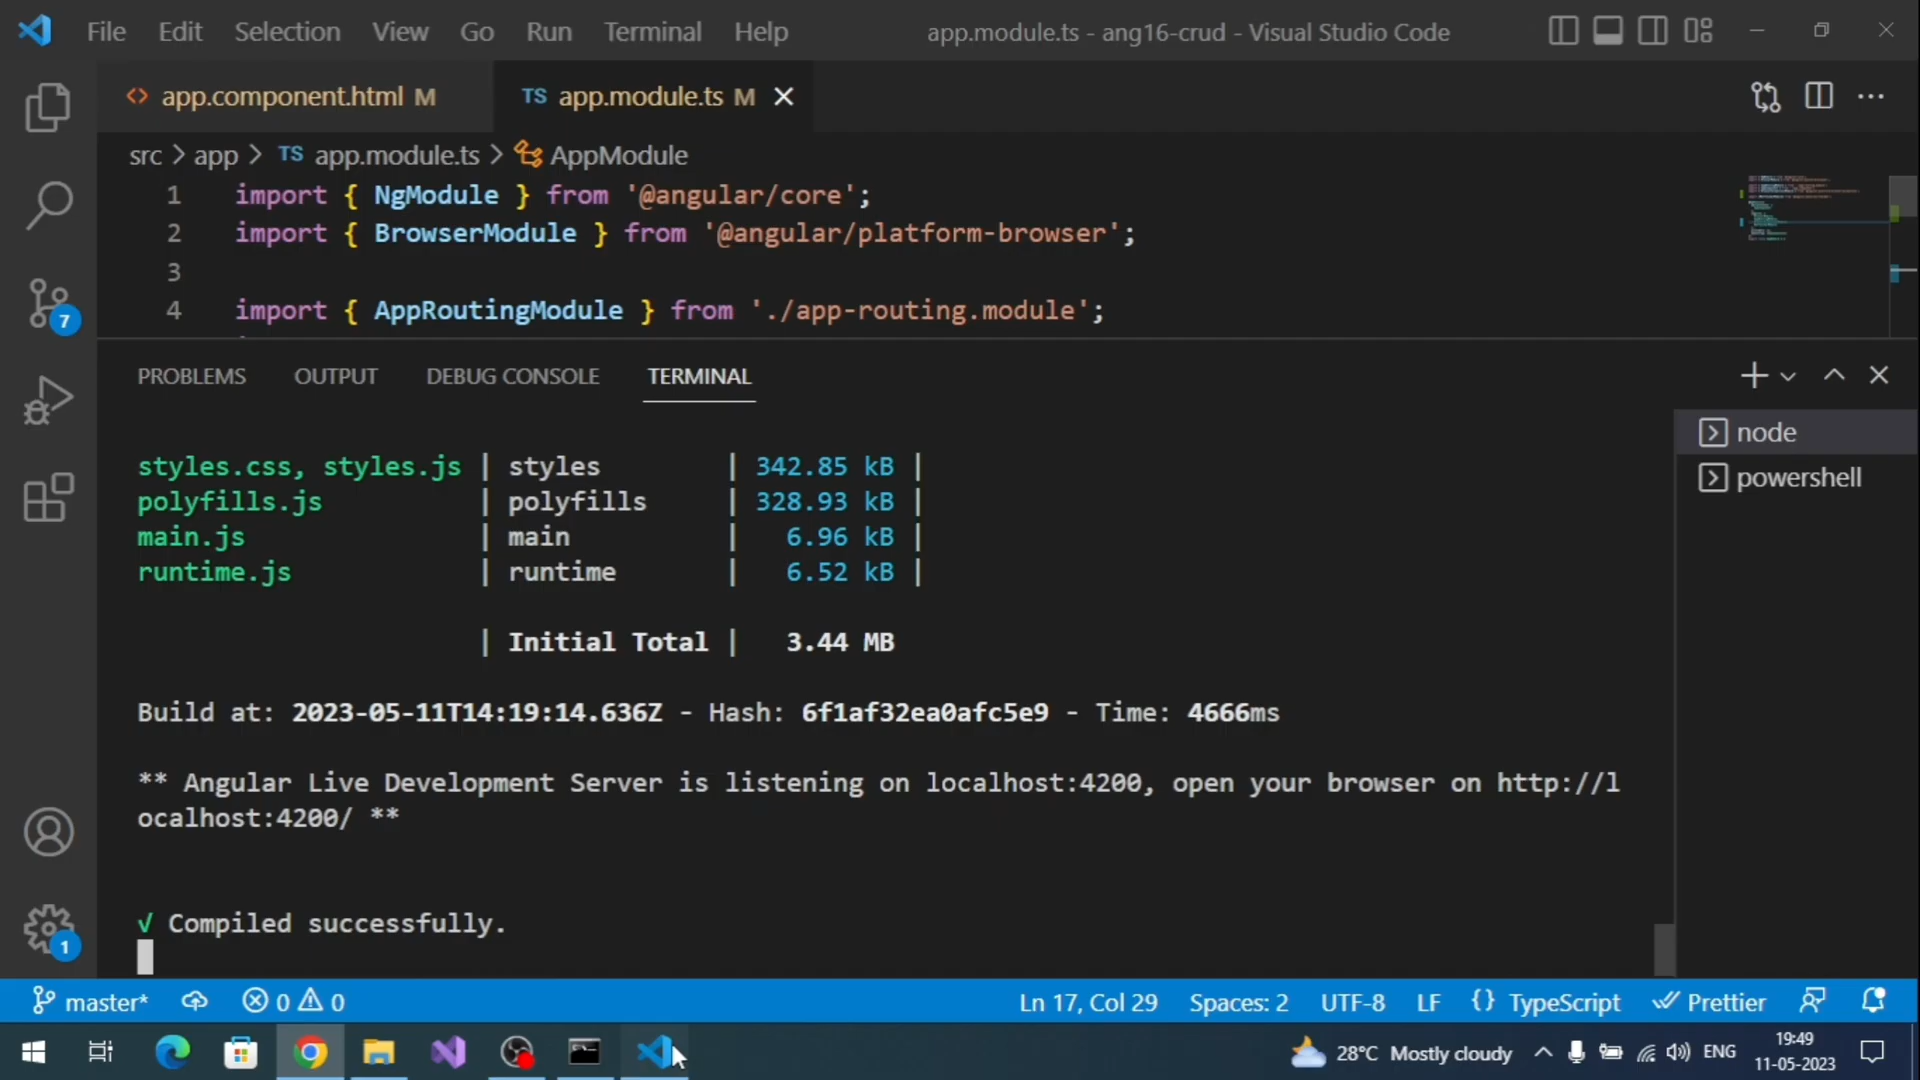 File Edit Selection View Go Run Terminal Help app.module.ts - ang16-crud - Visual Studio Code
<> app.component.html M TS app.module.ts M
src > app > TS app.module.ts > AppModule
1 import { NgModule } from '@angular/core';
2 import { BrowserModule } from '@angular/platform-browser';
3
4 import { AppRoutingModule } from './app-routing.module';
PROBLEMS OUTPUT DEBUG CONSOLE TERMINAL
node
powershell
styles.css, styles.js | styles | 342.85 kB |
polyfills.js | polyfills | 328.93 kB |
main.js | main | 6.96 kB |
runtime.js | runtime | 6.52 kB |
| Initial Total | 3.44 MB
Build at: 2023-05-11T14:19:14.636Z - Hash: 6f1af32ea0afc5e9 - Time: 4666ms
** Angular Live Development Server is listening on localhost:4200, open your browser on http://l
ocalhost:4200/ **
√ Compiled successfully.
7
1
master* 0 0 Ln 17, Col 29 Spaces: 2 UTF-8 LF {} TypeScript Prettier
28°C Mostly cloudy ENG 19:49
11-05-2023